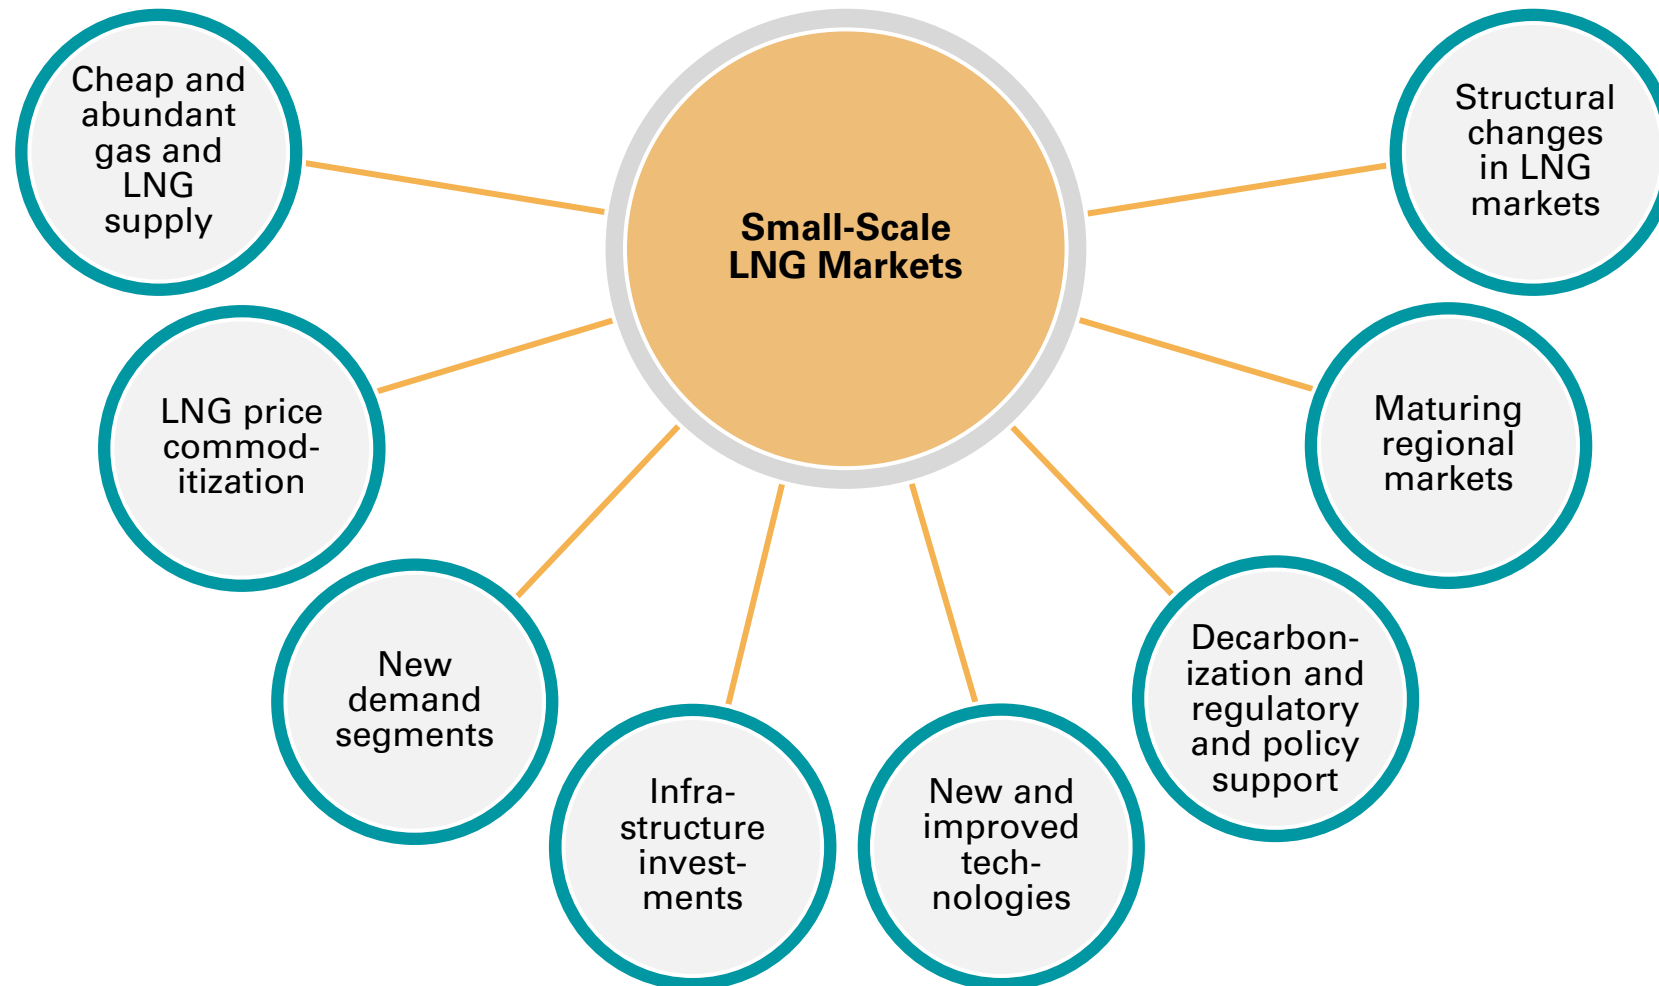 Cheap and
abundant
gas and
LNG
supply
Small-Scale
LNG Markets
Structural
changes
in LNG
markets
LNG price
commod-
itization
Maturing
regional
markets
New
demand
segments
Decarbon-
ization and
regulatory
and policy
support
Infra-
structure
invest-
ments
New and
improved
tech-
nologies